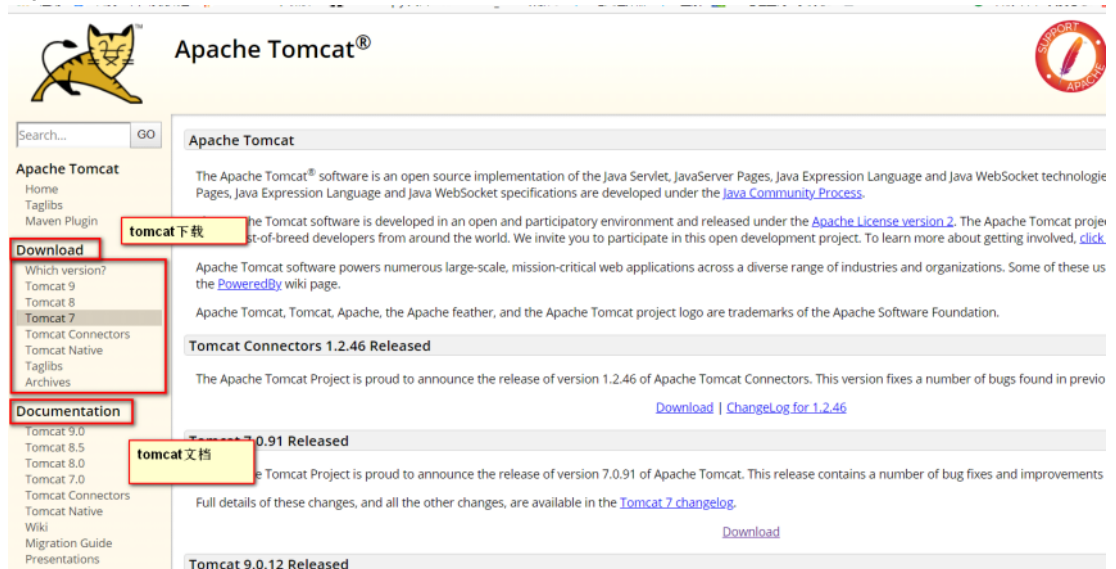 Apache Tomcat®
SUPPORT
APACHE
Search...
GO
Apache Tomcat
Home
Taglibs
Maven Plugin
Download
Which version?
Tomcat 9
Tomcat 8
Tomcat 7
Tomcat Connectors
Tomcat Native
Taglibs
Archives
Documentation
Tomcat 9.0
Tomcat 8.5
Tomcat 8.0
Tomcat 7.0
Tomcat Connectors
Tomcat Native
Wiki
Migration Guide
Presentations
tomcat下载
tomcat文档
Apache Tomcat
The Apache Tomcat® software is an open source implementation of the Java Servlet, JavaServer Pages, Java Expression Language and Java WebSocket technologie
Pages, Java Expression Language and Java WebSocket specifications are developed under the Java Community Process.
he Tomcat software is developed in an open and participatory environment and released under the Apache License version 2. The Apache Tomcat projec
st-of-breed developers from around the world. We invite you to participate in this open development project. To learn more about getting involved, click
Apache Tomcat software powers numerous large-scale, mission-critical web applications across a diverse range of industries and organizations. Some of these us
the PoweredBy wiki page.
Apache Tomcat, Tomcat, Apache, the Apache feather, and the Apache Tomcat project logo are trademarks of the Apache Software Foundation.
Tomcat Connectors 1.2.46 Released
The Apache Tomcat Project is proud to announce the release of version 1.2.46 of Apache Tomcat Connectors. This version fixes a number of bugs found in previo
Download | ChangeLog for 1.2.46
Tomcat 7.0.91 Released
e Tomcat Project is proud to announce the release of version 7.0.91 of Apache Tomcat. This release contains a number of bug fixes and improvements
Full details of these changes, and all the other changes, are available in the Tomcat 7 changelog.
Download
Tomcat 9.0.12 Released